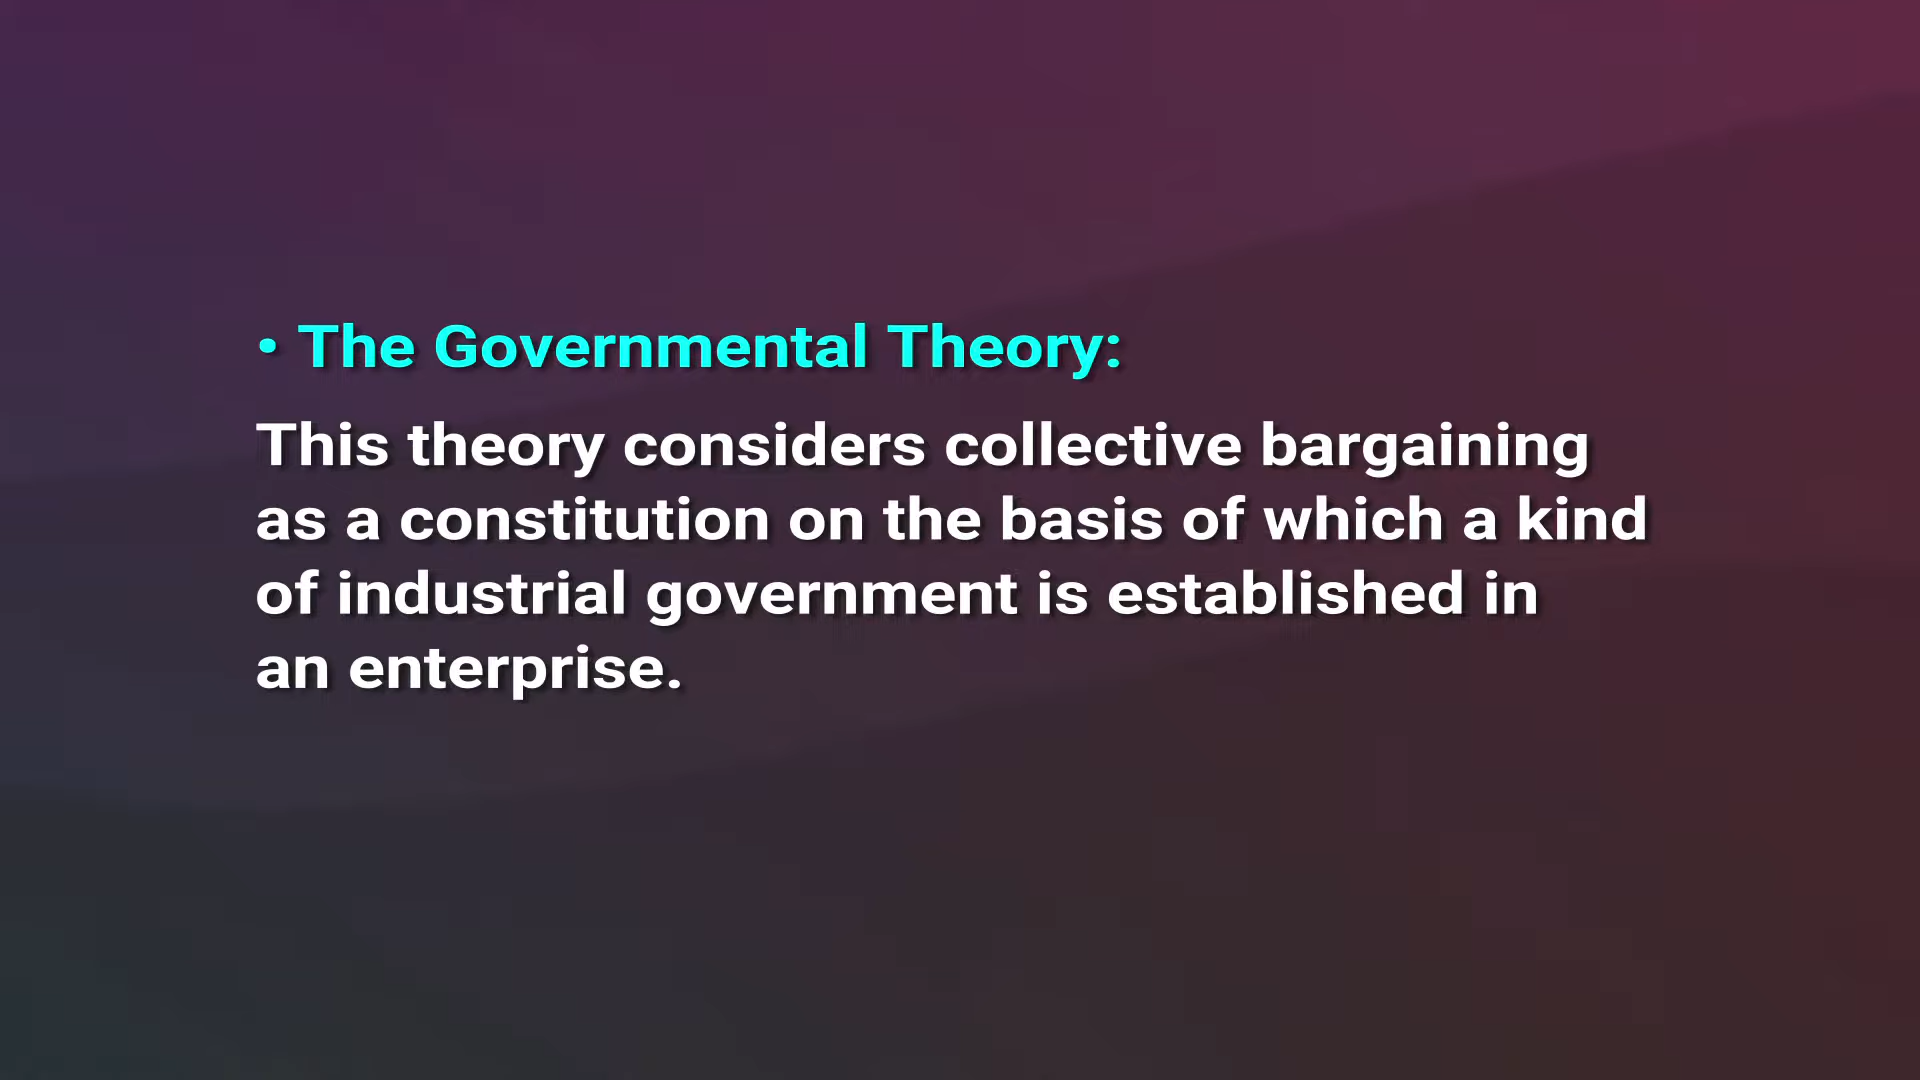 • The Governmental Theory:
This theory considers collective bargaining
as a constitution on the basis of which a kind
of industrial government is established in
an enterprise.